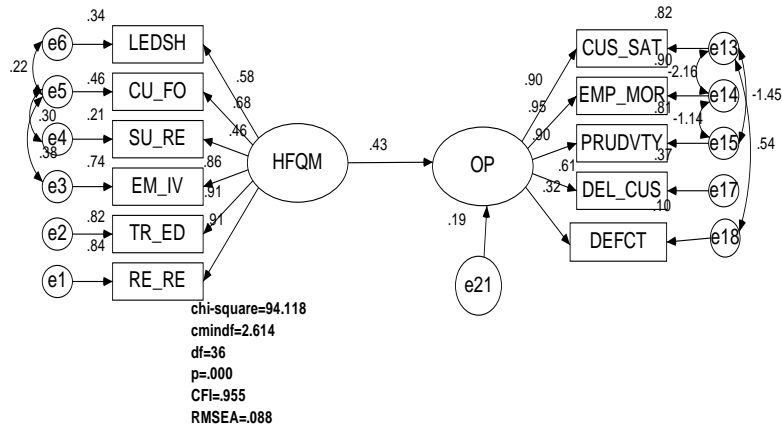 .34
e6
LEDSH
.22
.46
e5
CU_FO
.30
.21
e4
SU_RE
.38
.74
e3
EM_IV
.82
e2
TR_ED
.84
e1
RE_RE
.58
.68
.46
.86
.91
.91
HFQM
.43
OP
.19
e21
.90
.95
.90
.61
.32
.82
CUS_SAT
e13
.90
-2.16
EMP_MOR
e14
-1.45
.81
-1.14
PRUDVTY
e15
.37
.54
DEL_CUS
e17
.10
DEFCT
e18
chi-square=94.118
cmindf=2.614
df=36
p=.000
CFI=.955
RMSEA=.088